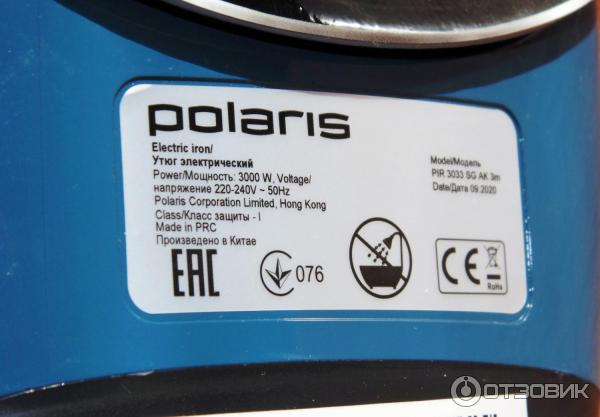 polaris
Electric iron/
Утюг электрический
Power/Мощность: 3000 W, Voltage/
напряжение 220-240V ~ 50Hz
Polaris Corporation Limited, Hong Kong
Class/Класс защиты - I
Made in PRC
Произведено в Китае
Model/Модель
PIR 3033 SG AK 3m
Date/Дата 09.2020
EAC
076
CE
RoHS
ОТЗОВИК